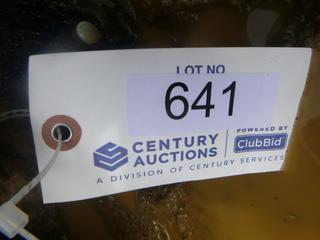 LOT NO
641
CENTURY
AUCTIONS
POWERED BY
ClubBid
A DIVISION OF CENTURY SERVICES